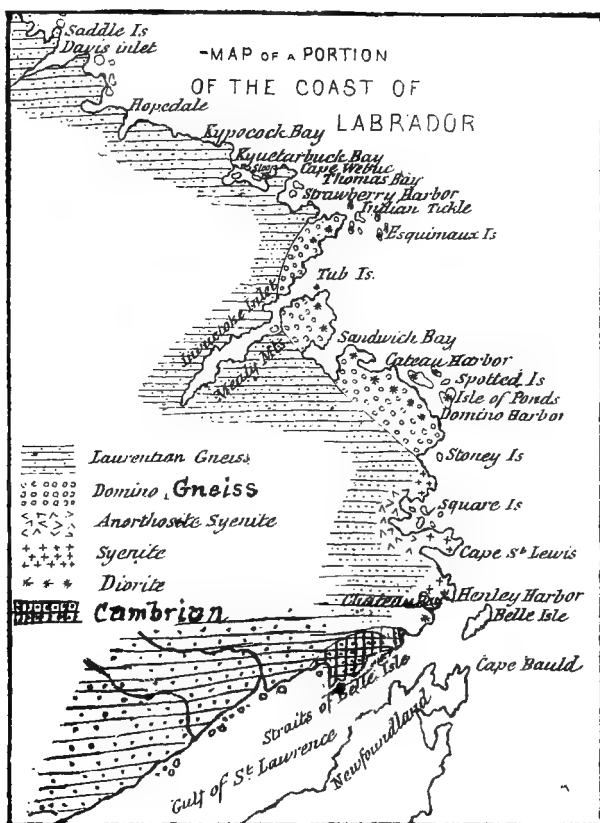 Saddle Is
Davis inlet
-MAP OF A PORTION
OF THE COAST OF
LABRADOR
Hopedale
Kypocock Bay
Kyuetarbuck Bay
Cape Webuc
Thomas Bay
Strawberry Harbor
Indian Tickle
Esquimaux Is
Tub Is.
Inlet
Mealy Mts
Sandwich Bay
Cateau Harbor
Spotted Is
Isle of Ponds
Domino Harbor
Stoney Is
Laurentian Gneiss
Domino Gneiss
Anorthosite Syenite
Syenite
Diorite
Cambrian
Square Is
Cape St Lewis
Chateau Bay
Henley Harbor
Belle Isle
Cape Bauld
Straits of Belle Isle
Gulf of St. Lawrence
Newfoundland